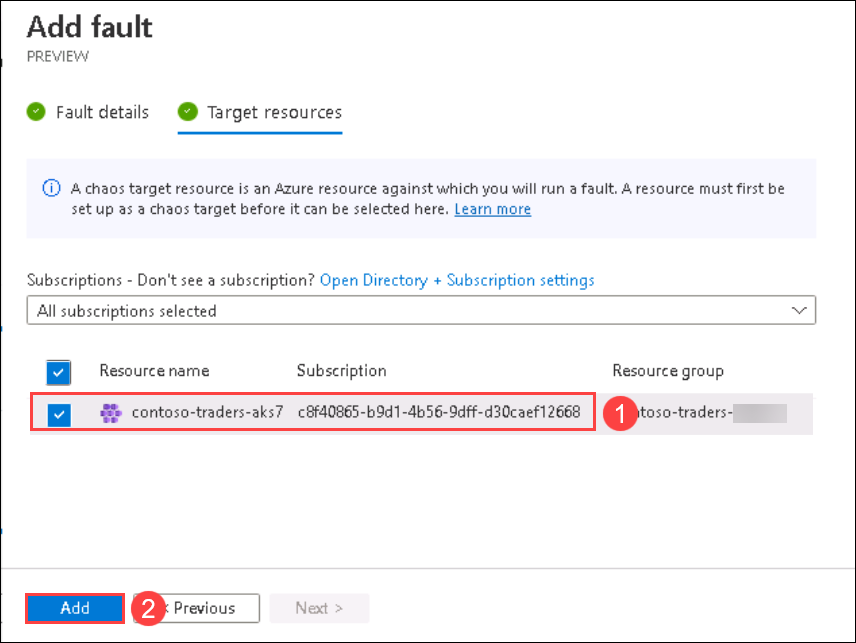 Add fault
PREVIEW
Fault details Target resources
A chaos target resource is an Azure resource against which you will run a fault. A resource must first be
set up as a chaos target before it can be selected here. Learn more
Subscriptions - Don't see a subscription? Open Directory + Subscription settings
All subscriptions selected
Resource name Subscription Resource group
contoso-traders-aks7 c8f40865-b9d1-4b56-9dff-d30caef12668 1 ntoso-traders-
Add 2 < Previous Next >